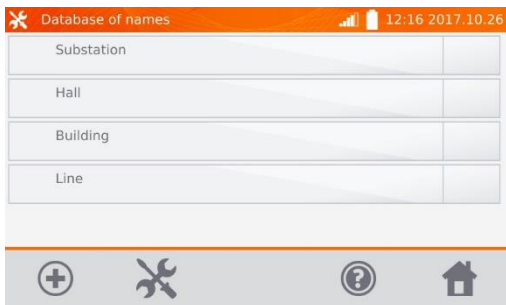 Database of names 12:16 2017.10.26
Substation
Hall
Building
Line